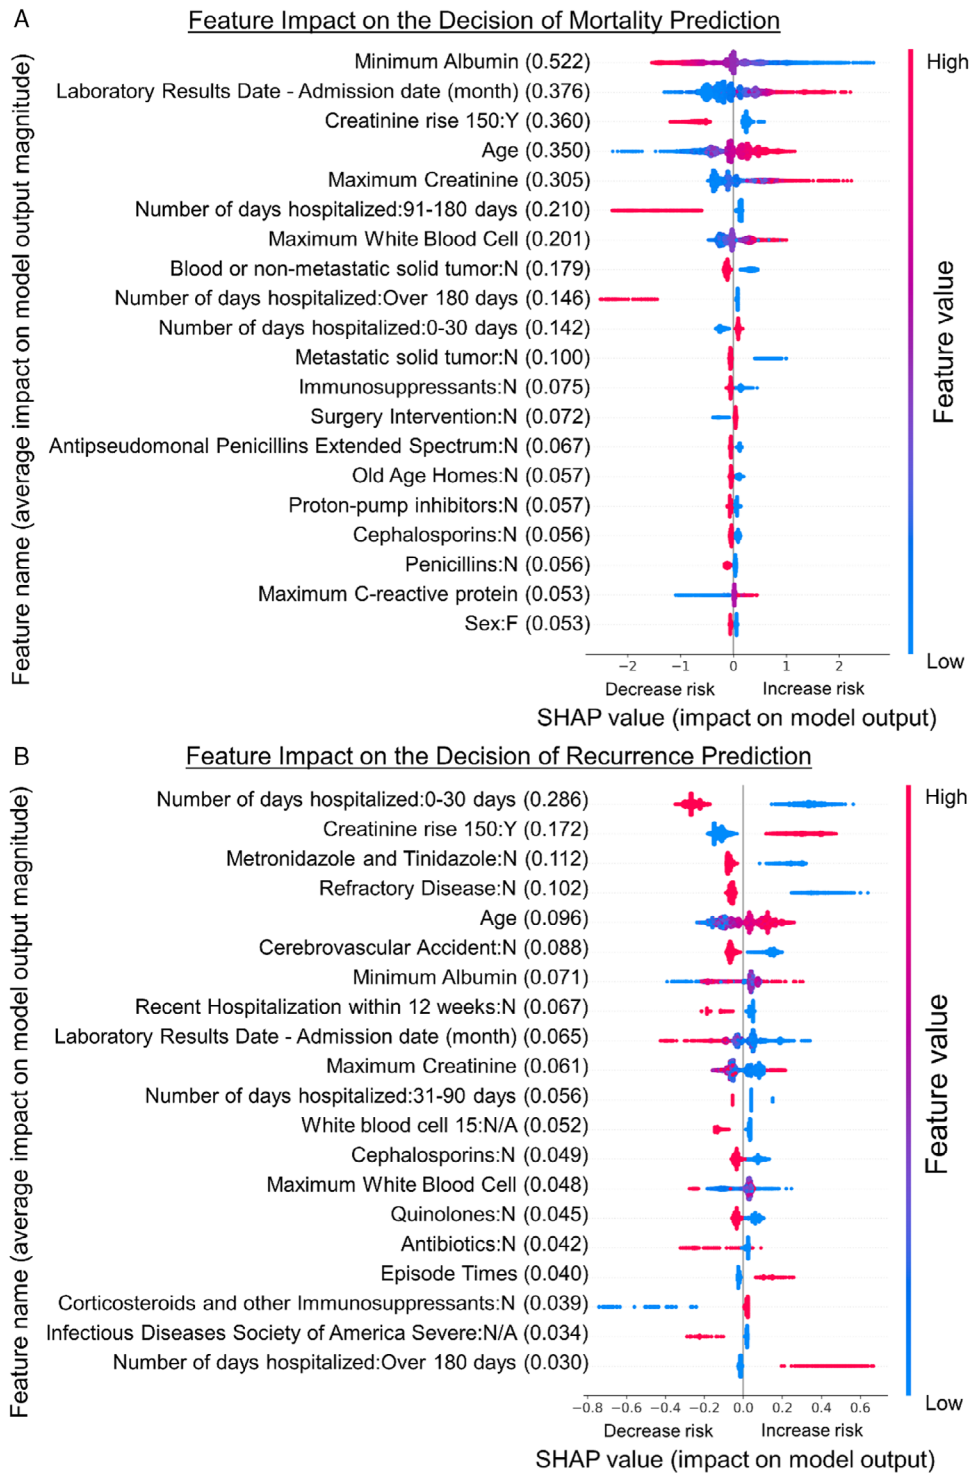 A
Feature Impact on the Decision of Mortality Prediction
Feature name (average impact on model output magnitude)
Minimum Albumin (0.522)
Laboratory Results Date - Admission date (month) (0.376)
Creatinine rise 150:Y (0.360)
Age (0.350)
Maximum Creatinine (0.305)
Number of days hospitalized:91-180 days (0.210)
Maximum White Blood Cell (0.201)
Blood or non-metastatic solid tumor:N (0.179)
Number of days hospitalized:Over 180 days (0.146)
Number of days hospitalized:0-30 days (0.142)
Metastatic solid tumor:N (0.100)
Immunosuppressants:N (0.075)
Surgery Intervention:N (0.072)
Antipseudomonal Penicillins Extended Spectrum:N (0.067)
Old Age Homes:N (0.057)
Proton-pump inhibitors:N (0.057)
Cephalosporins:N (0.056)
Penicillins:N (0.056)
Maximum C-reactive protein (0.053)
Sex:F (0.053)
High
Feature value
Low
−2 −1 0 1 2
Decrease risk Increase risk
SHAP value (impact on model output)
B
Feature Impact on the Decision of Recurrence Prediction
Feature name (average impact on model output magnitude)
Number of days hospitalized:0-30 days (0.286)
Creatinine rise 150:Y (0.172)
Metronidazole and Tinidazole:N (0.112)
Refractory Disease:N (0.102)
Age (0.096)
Cerebrovascular Accident:N (0.088)
Minimum Albumin (0.071)
Recent Hospitalization within 12 weeks:N (0.067)
Laboratory Results Date - Admission date (month) (0.065)
Maximum Creatinine (0.061)
Number of days hospitalized:31-90 days (0.056)
White blood cell 15:N/A (0.052)
Cephalosporins:N (0.049)
Maximum White Blood Cell (0.048)
Quinolones:N (0.045)
Antibiotics:N (0.042)
Episode Times (0.040)
Corticosteroids and other Immunosuppressants:N (0.039)
Infectious Diseases Society of America Severe:N/A (0.034)
Number of days hospitalized:Over 180 days (0.030)
High
Feature value
Low
−0.8 −0.6 −0.4 −0.2 0.0 0.2 0.4 0.6
Decrease risk Increase risk
SHAP value (impact on model output)